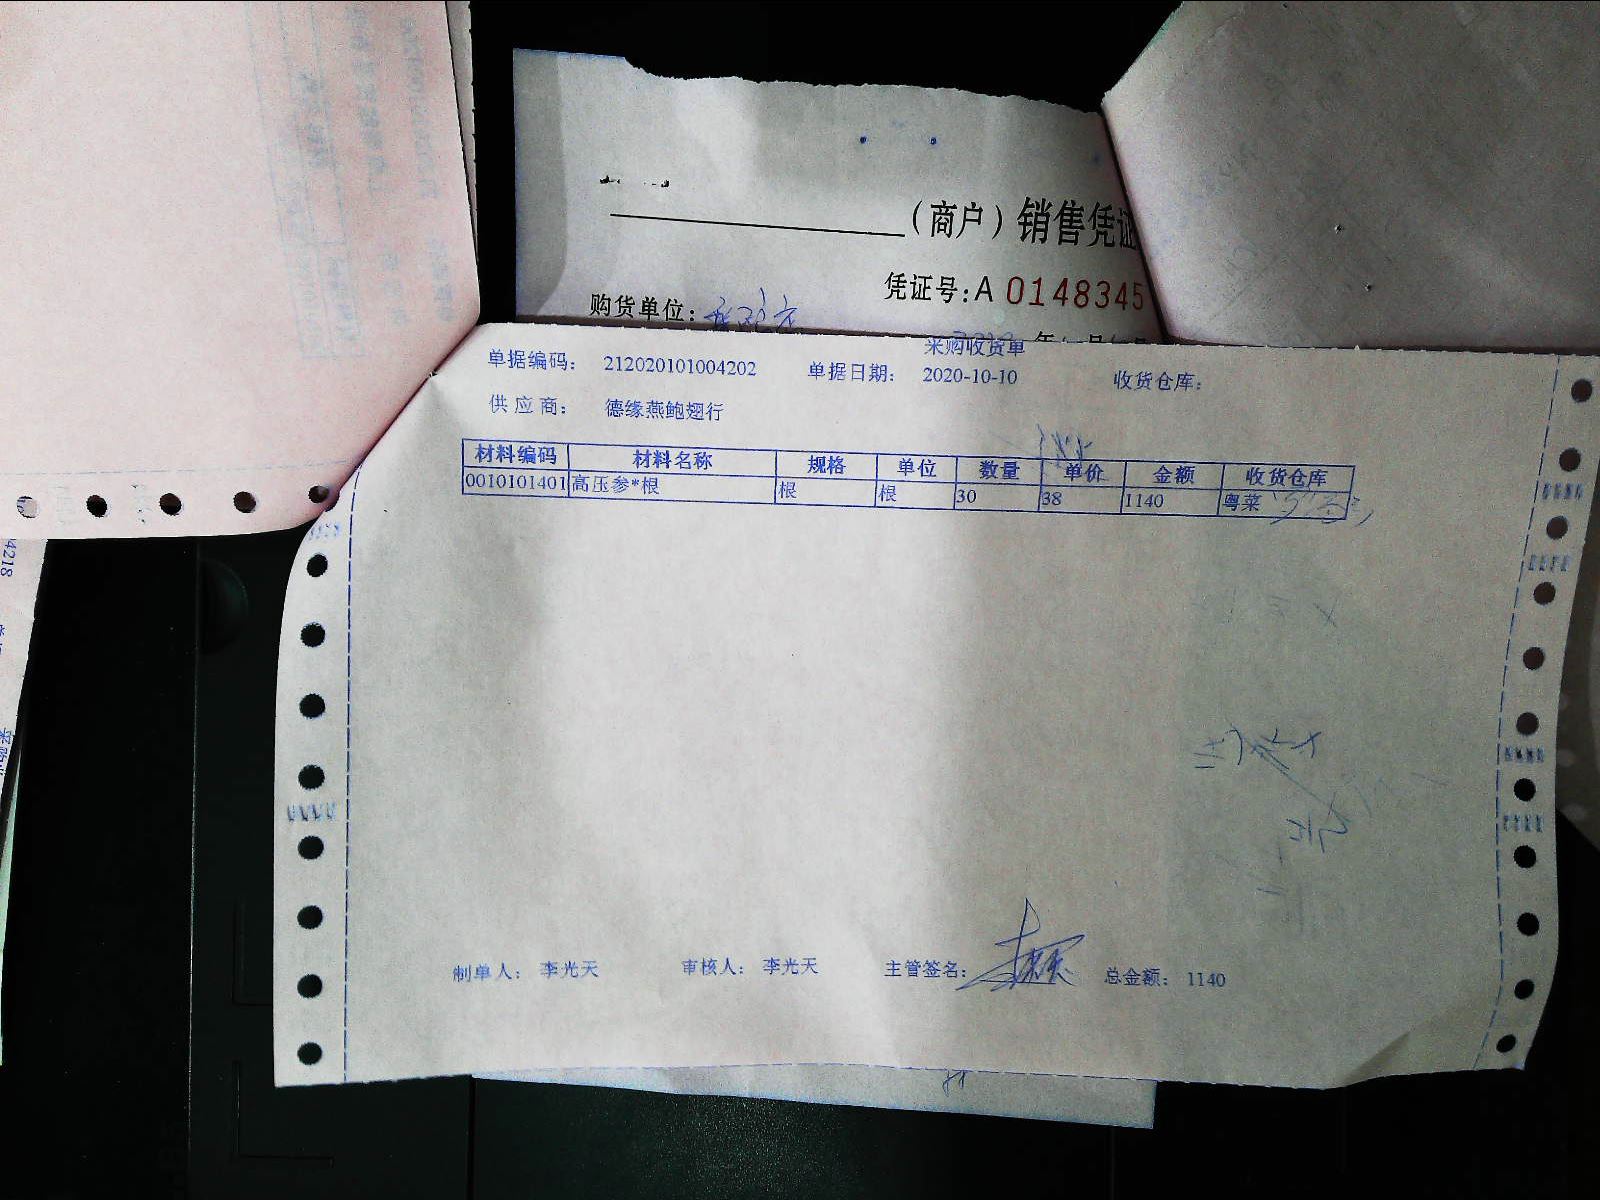 （商户）销售凭证
凭证号:A 0148345
购货单位:
采购收货单
单据编码: 212020101004202 单据日期: 2020-10-10 收货仓库:
供应商: 德缘燕鲍翅行
材料编码 材料名称 规格 单位 数量 单价 金额 收货仓库
0010101401 高压参*根 根 根 30 38 1140 粤菜
制单人: 李光天 审核人: 李光天 主管签名: 总金额: 1140
4218